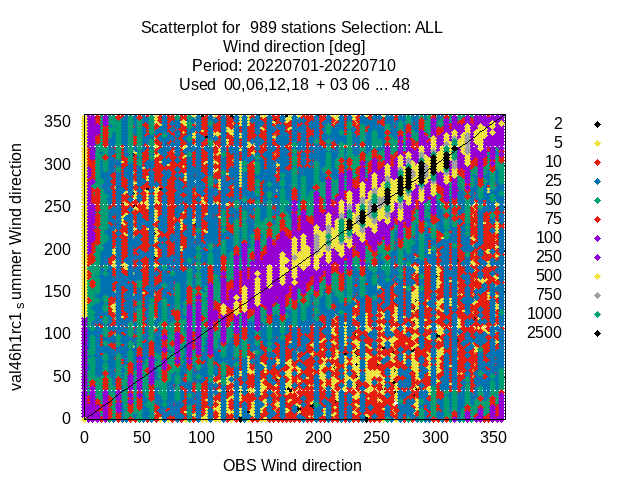 Scatterplot for  989 stations Selection: ALL
Wind direction [deg]
Period: 20220701-20220710
Used  00,06,12,18  + 03 06 ... 48
val46h1rc1 s ummer Wind direction
350
300
250
200
150
100
50
0
0 50 100 150 200 250 300 350
OBS Wind direction
2
5
10
25
50
75
100
250
500
750
1000
2500